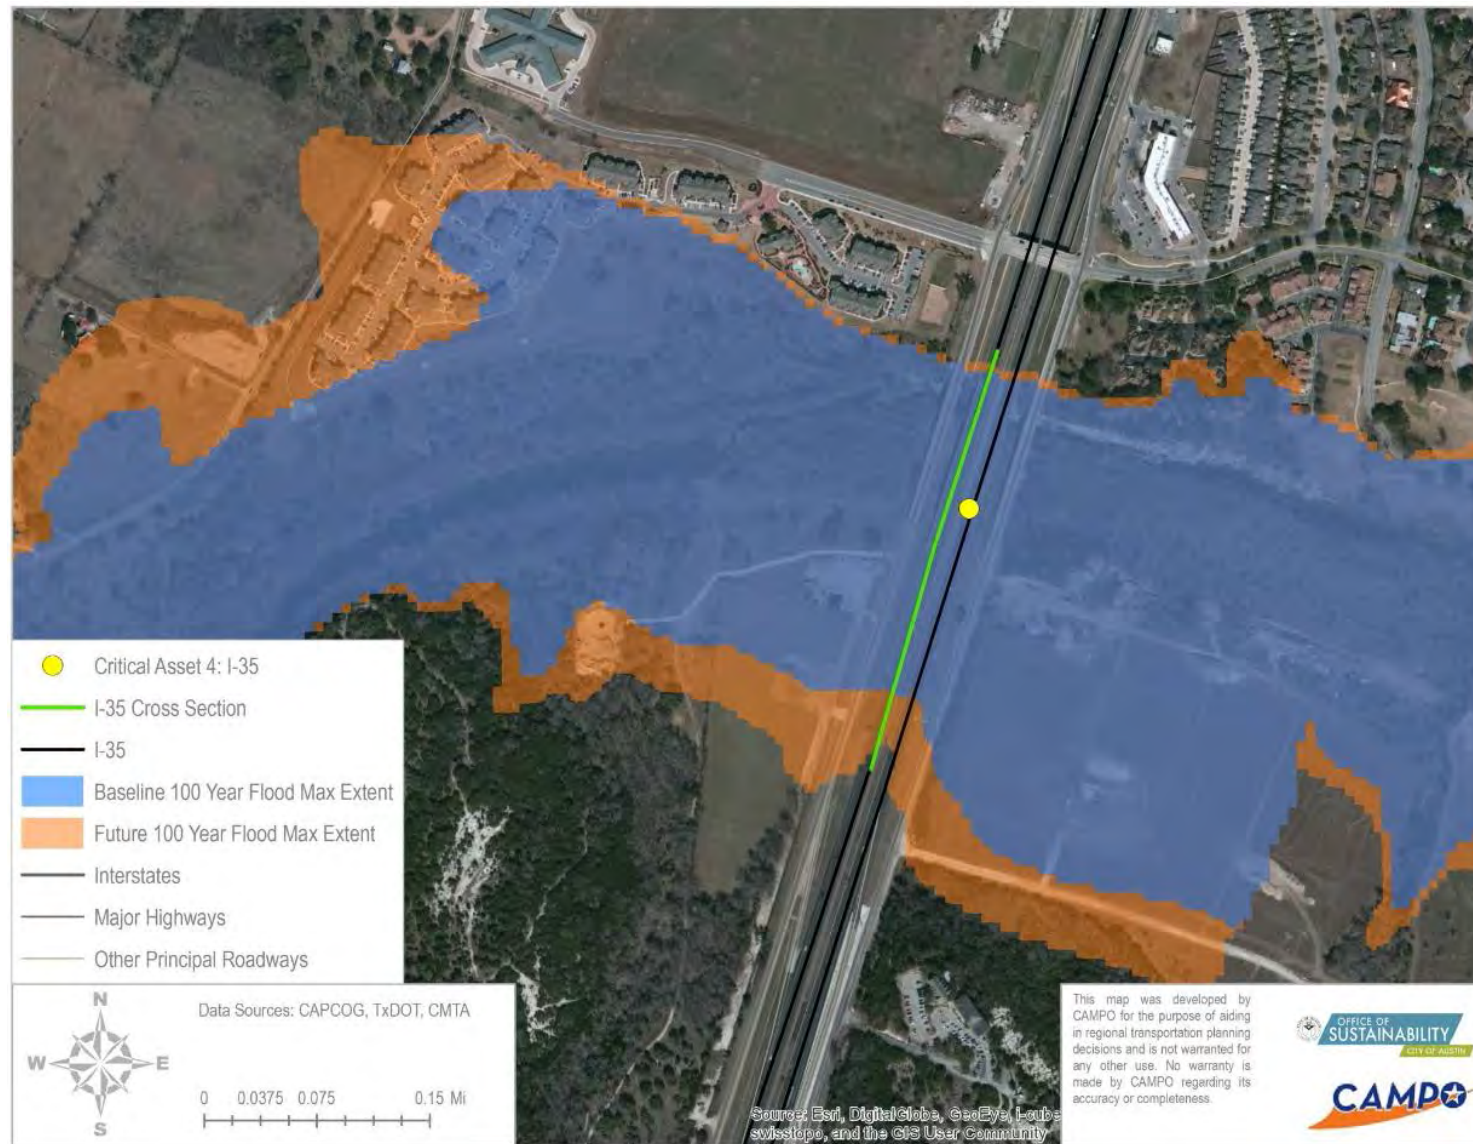 Critical Asset 4: I-35
I-35 Cross Section
I-35
Baseline 100 Year Flood Max Extent
Future 100 Year Flood Max Extent
Interstates
Major Highways
Other Principal Roadways
N
W
E
S
Data Sources: CAPCOG, TxDOT, CMTA
0 0.0375 0.075 0.15 Mi
Source: Esri, DigitalGlobe, GeoEye, i-cube
swisstopo, and the GIS User Community
This map was developed by
CAMPO for the purpose of aiding
in regional transportation planning
decisions and is not warranted for
any other use. No warranty is
made by CAMPO regarding its
accuracy or completeness.
OFFICE OF
SUSTAINABILITY
CITY OF AUSTIN
CAMPO